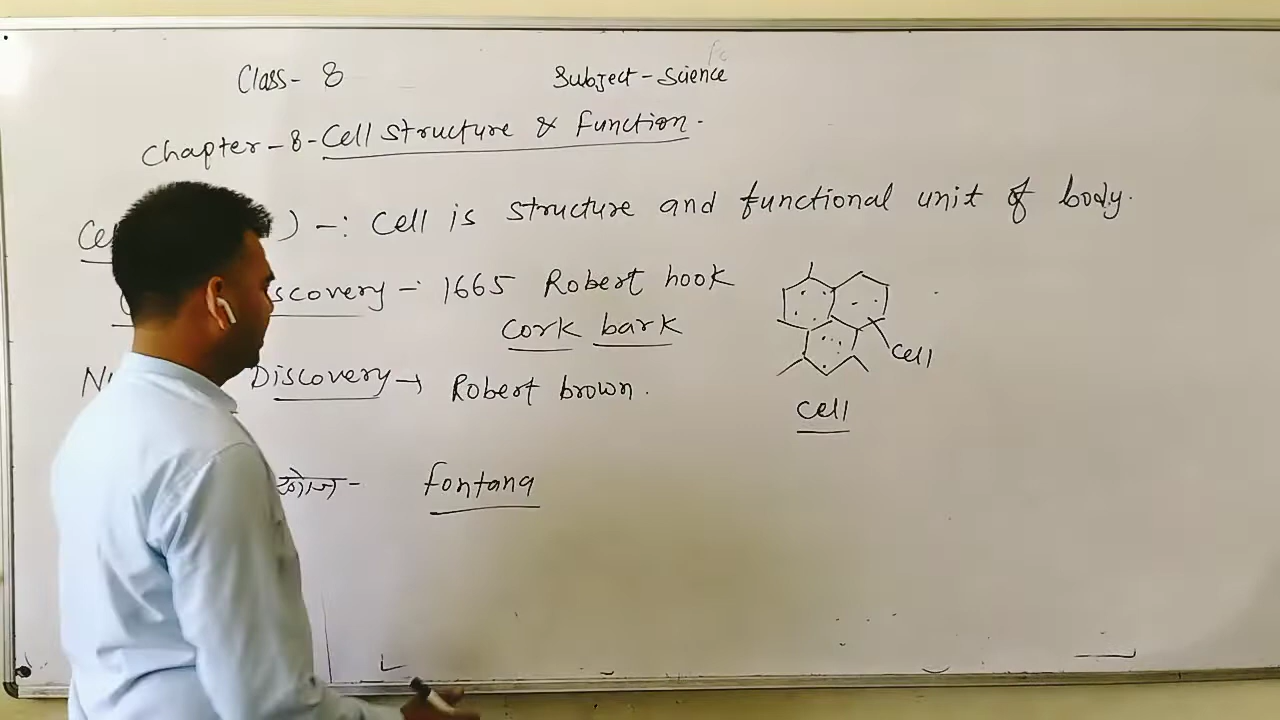 Class- 8 Subject-Science
Chapter-8-Cell Structure & Function.
) -: Cell is structure and functional unit of body.
scovery - 1665 Robert hook
Cork bark
Cell
Discovery → Robert brown.
Cell
खोज- fontana